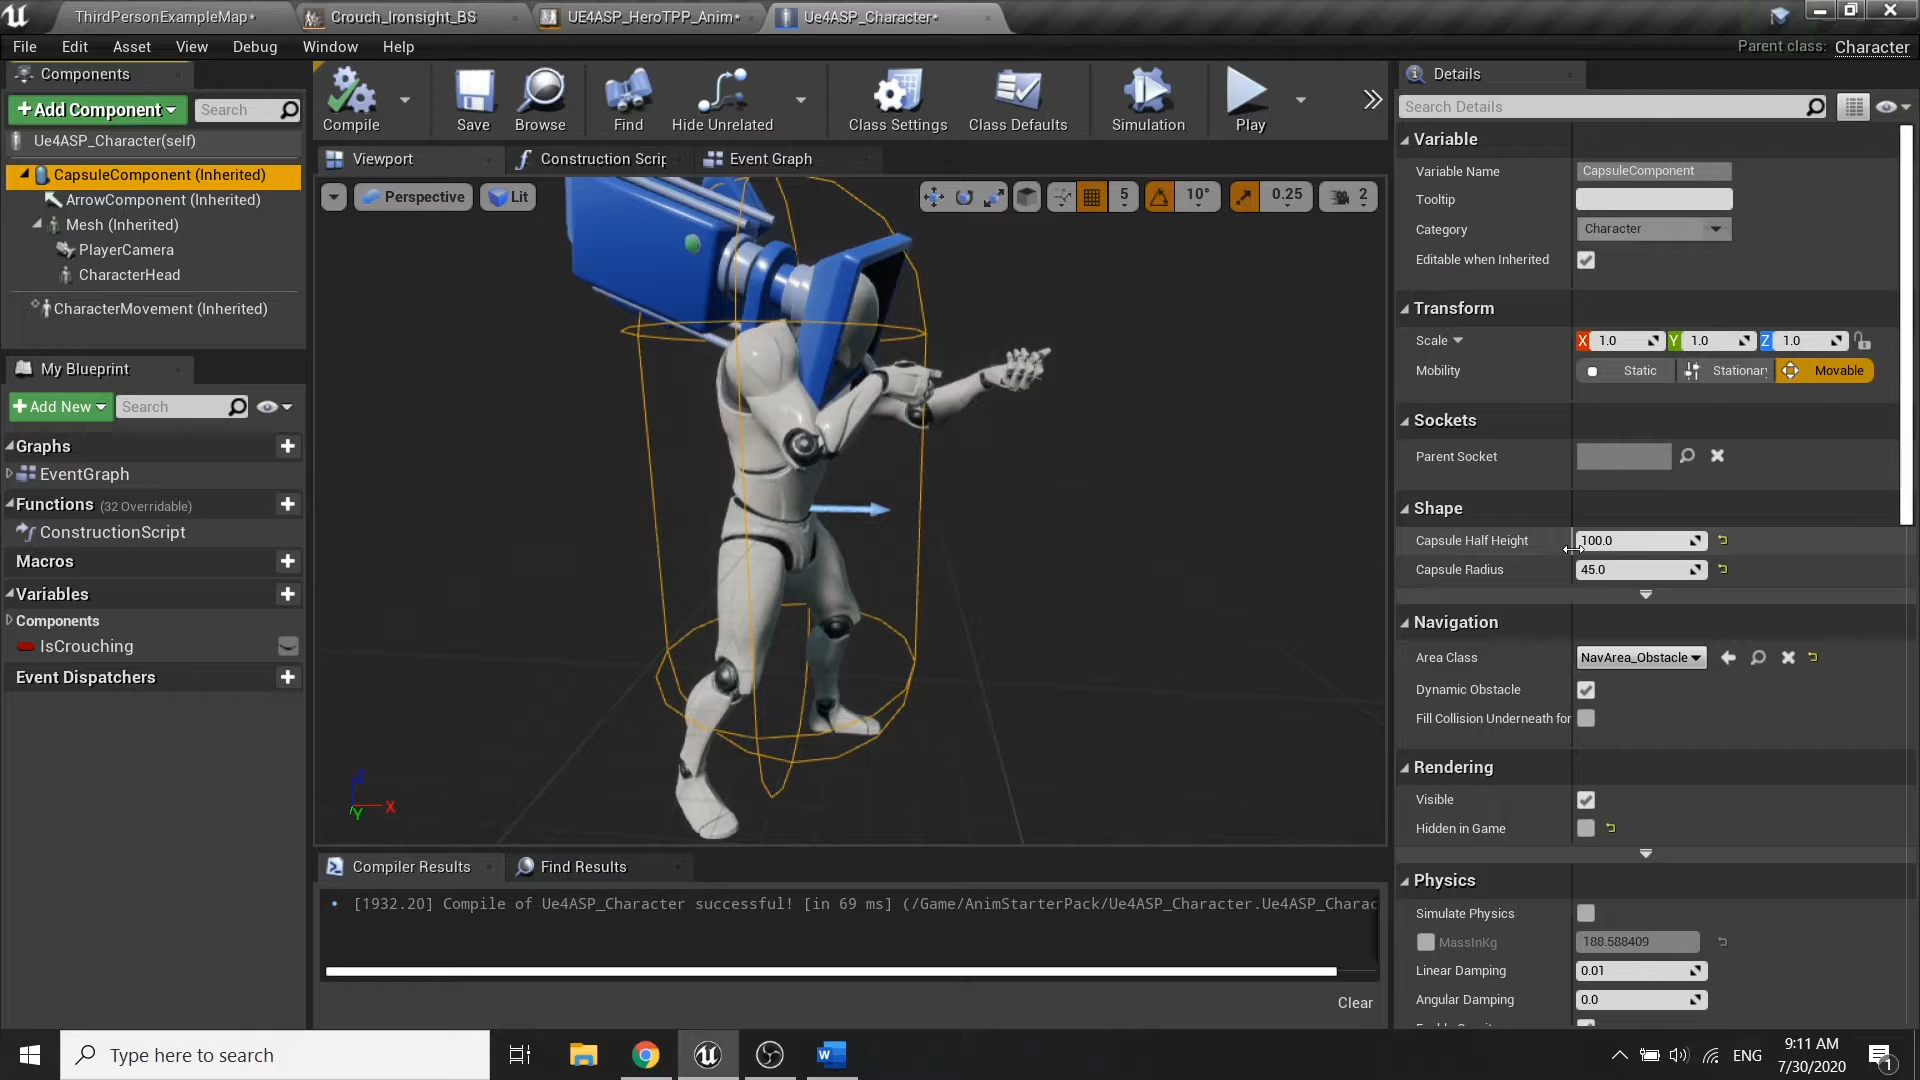 ThirdPersonExampleMap*
Crouch_Ironsight_BS
UE4ASP_HeroTPP_Anim*
Ue4ASP_Character*
File Edit Asset View Debug Window Help
Parent class: Character
Components
+Add Component
Search
Ue4ASP_Character(self)
CapsuleComponent (Inherited)
ArrowComponent (Inherited)
Mesh (Inherited)
PlayerCamera
CharacterHead
CharacterMovement (Inherited)
My Blueprint
+Add New
Search
Graphs
EventGraph
Functions (32 Overridable)
ConstructionScript
Macros
Variables
Components
IsCrouching
Event Dispatchers
Compile
Save
Browse
Find
Hide Unrelated
Class Settings
Class Defaults
Simulation
Play
Viewport
Construction Scrip
Event Graph
Perspective
Lit
5
10°
0.25
2
Z
X
Y
Compiler Results
Find Results
[1932.20] Compile of Ue4ASP_Character successful! [in 69 ms] (/Game/AnimStarterPack/Ue4ASP_Character.Ue4ASP_Charac
Clear
Details
Search Details
Variable
Variable Name CapsuleComponent
Tooltip
Category Character
Editable when Inherited
Transform
Scale X 1.0 Y 1.0 Z 1.0
Mobility Static Stationary Movable
Sockets
Parent Socket
Shape
Capsule Half Height 100.0
Capsule Radius 45.0
Navigation
Area Class NavArea_Obstacle
Dynamic Obstacle
Fill Collision Underneath for
Rendering
Visible
Hidden in Game
Physics
Simulate Physics
MassInKg 188.588409
Linear Damping 0.01
Angular Damping 0.0
Type here to search
ENG
9:11 AM
7/30/2020
1